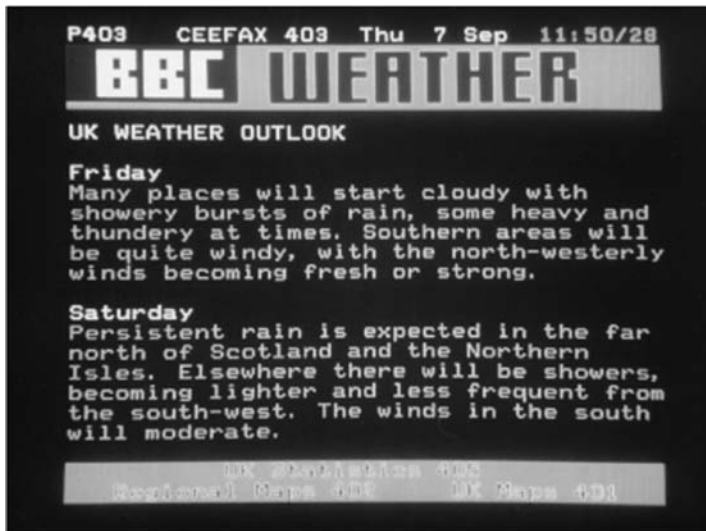 P403 CEEFAX 403 Thu 7 Sep 11:50/28
BBC WEATHER
UK WEATHER OUTLOOK
Friday
Many places will start cloudy with
showery bursts of rain, some heavy and
thundery at times. Southern areas will
be quite windy, with the north-westerly
winds becoming fresh or strong.
Saturday
Persistent rain is expected in the far
north of Scotland and the Northern
Isles. Elsewhere there will be showers,
becoming lighter and less frequent from
the south-west. The winds in the south
will moderate.
UK Statistics
Regional Maps UK Maps 401